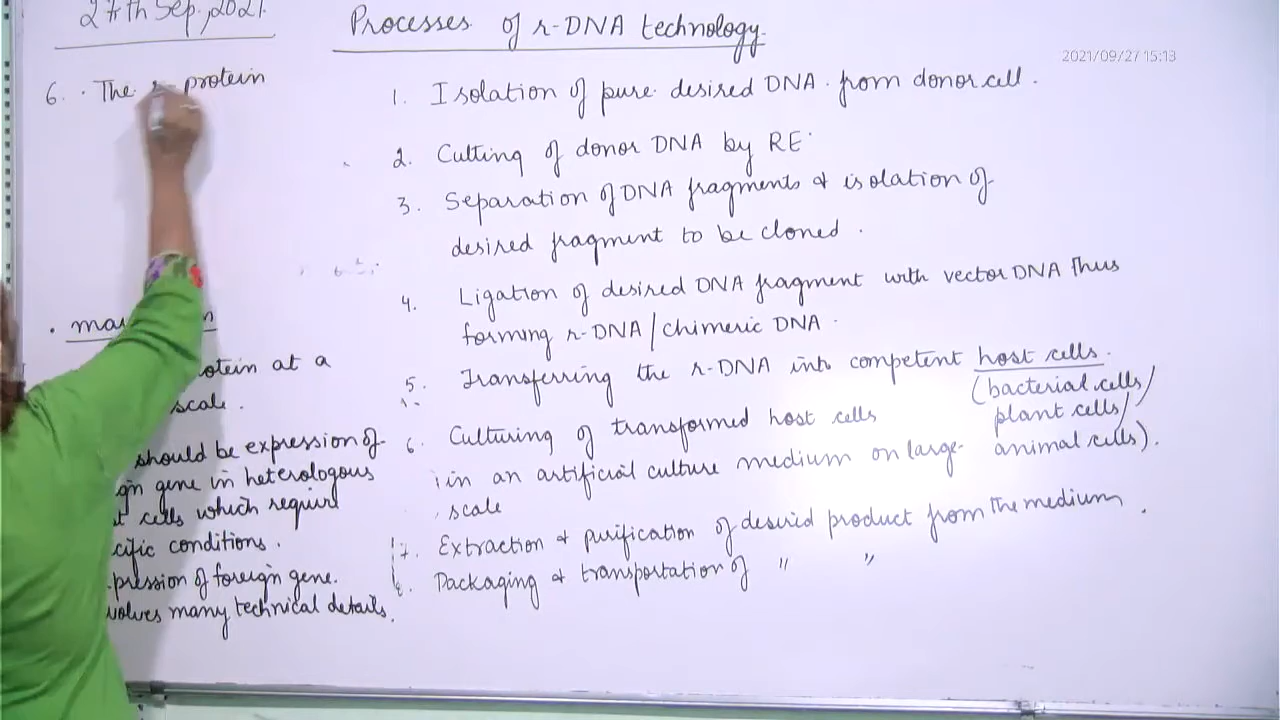 27th Sep., 2021.
Processes of r-DNA technology.
2021/09/27 15:13
6. The r- protein
1. Isolation of pure desired DNA from donor cell.
2. Cutting of donor DNA by RE
3. Separation of DNA fragments & isolation of
desired fragment to be cloned.
4. Ligation of desired DNA fragment with vector DNA thus
forming r-DNA/chimeric DNA.
5. Transferring the r-DNA into competent host cells.
(bacterial cells/
plant cells/
animal cells).
6. Culturing of transformed host cells
in an artificial culture medium on large-
scale
7. Extraction & purification of desired product from the medium.
8. Packaging & transportation of " "
at a
scale.
should be expression of
gene in heterologous
cells which require
conditions.
of foreign gene.
many technical details.